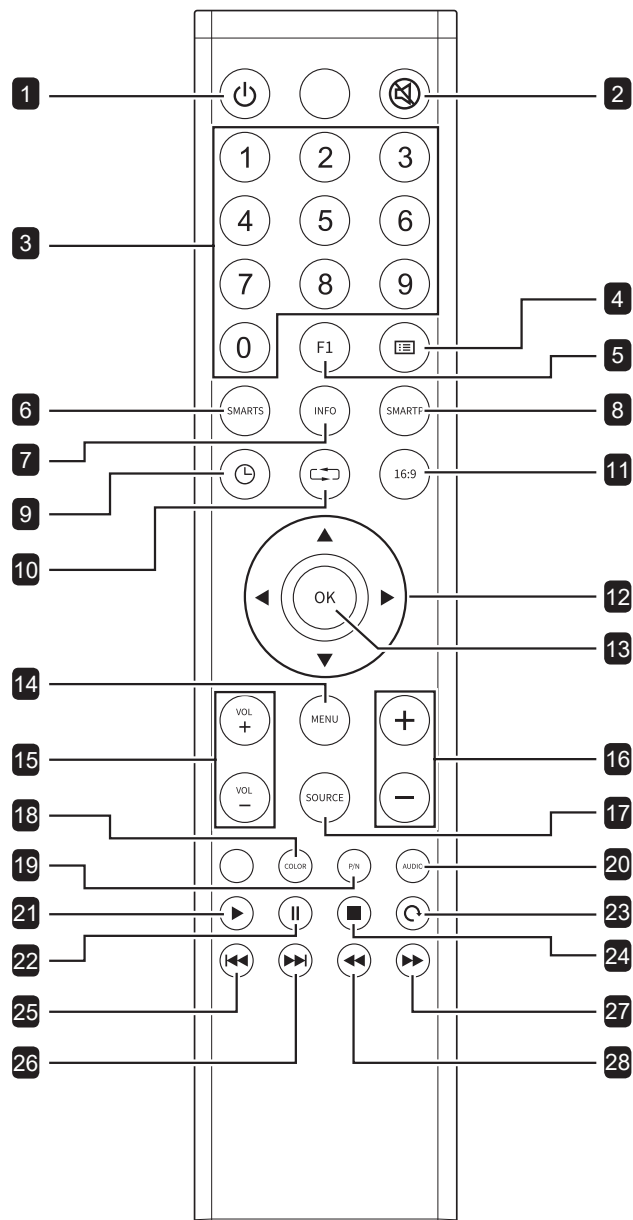 1
2
1 2 3
4 5 6
3
7 8 9
4
0 F1
5
6 SMARTS INFO SMARTP 8
7
9 16:9 11
10
OK 12
13
14 MENU
VOL +
+
15 16
VOL −
−
SOURCE
18 17
19 COLOR P/N AUDIO 20
21 23
22 24
25 27
26 28